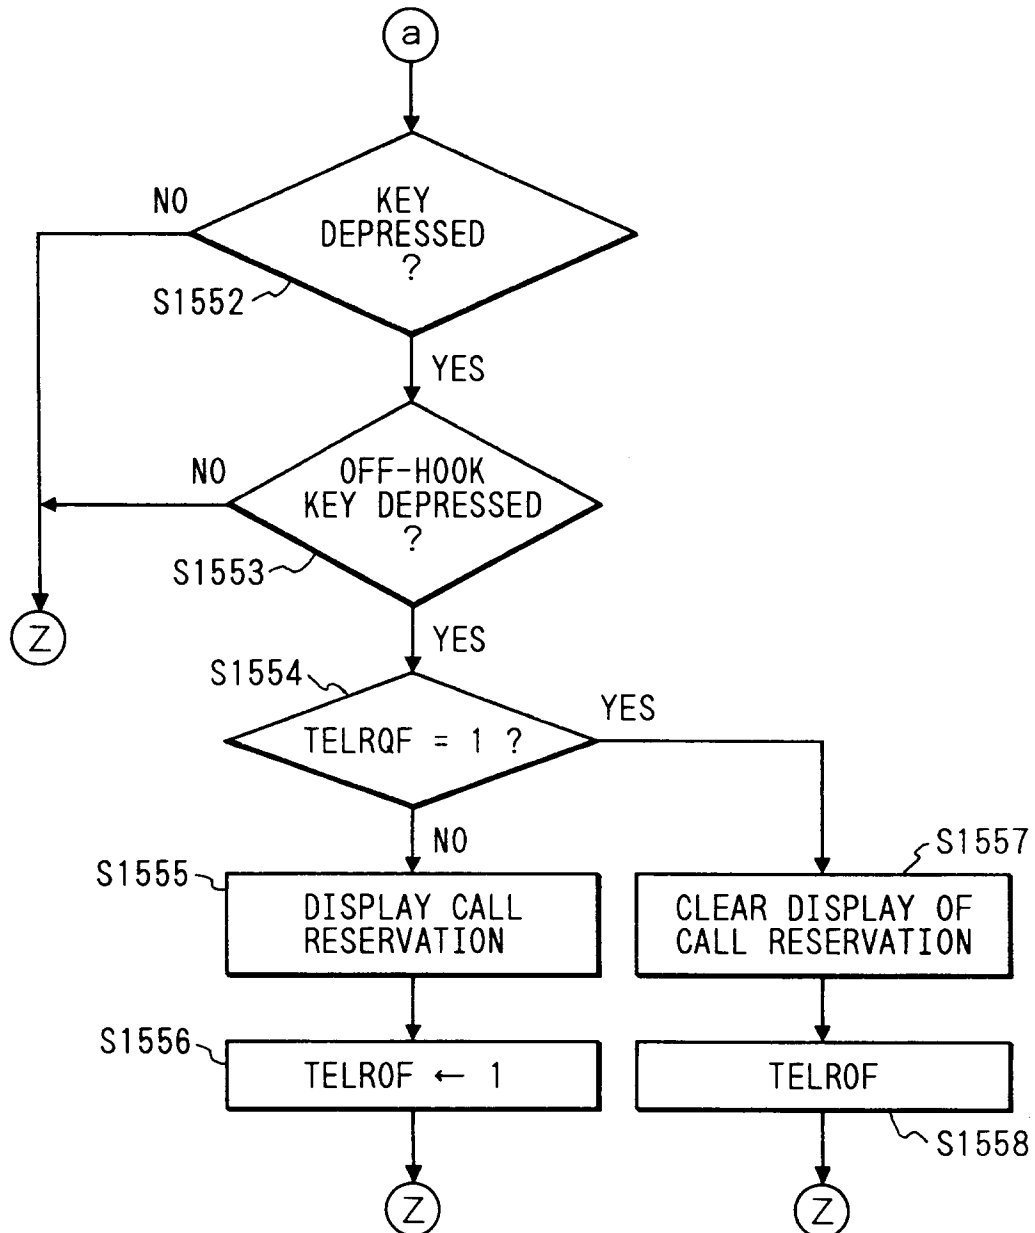 a
KEY
DEPRESSED
?
NO
S1552
YES
OFF-HOOK
KEY DEPRESSED
?
NO
S1553
Z
YES
S1554
TELRQF = 1 ?
YES
NO
S1555
DISPLAY CALL
RESERVATION
S1557
CLEAR DISPLAY OF
CALL RESERVATION
S1556
TELROF ← 1
TELROF
S1558
Z
Z